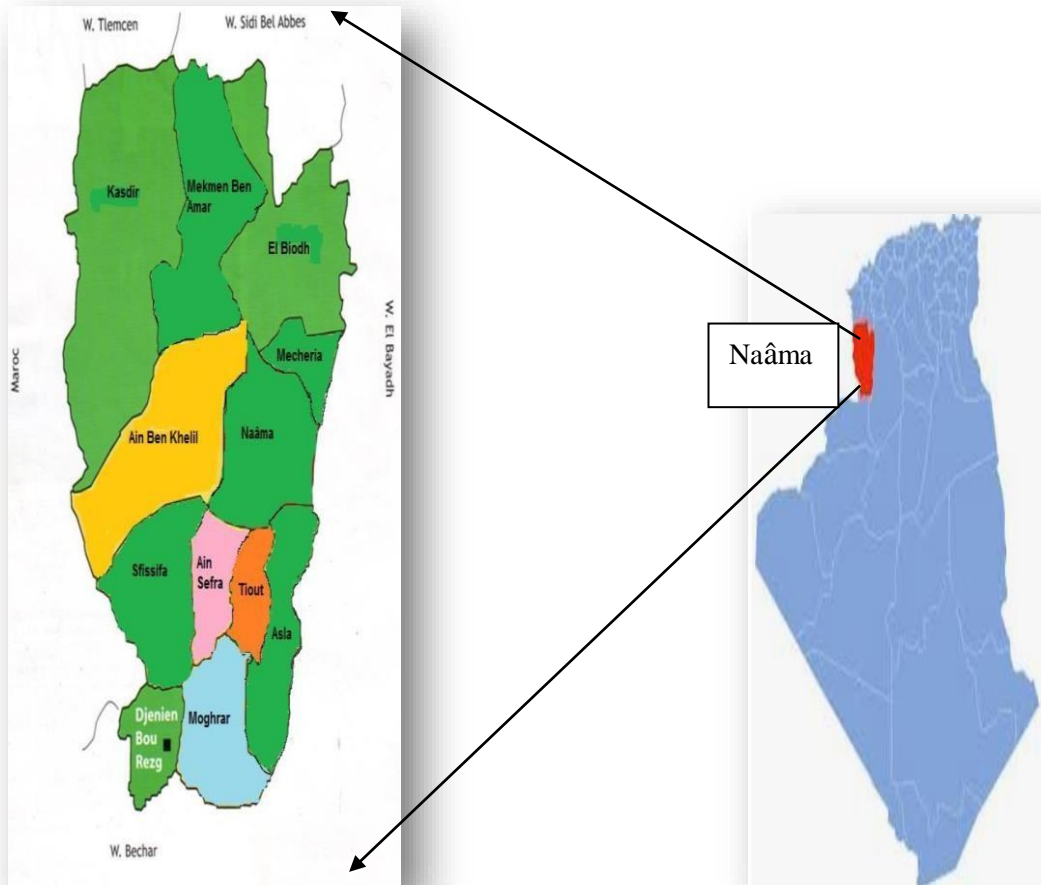 W. Tlemcen
W. Sidi Bel Abbes
Kasdir
Mekmen Ben
Amar
El Biodh
W. El Bayadh
Maroc
Mecheria
Ain Ben Khelil
Naâma
Sfissifa
Ain
Sefra
Tiout
Asla
Djenien
Bou
Rezg
Moghrar
W. Bechar
Naâma